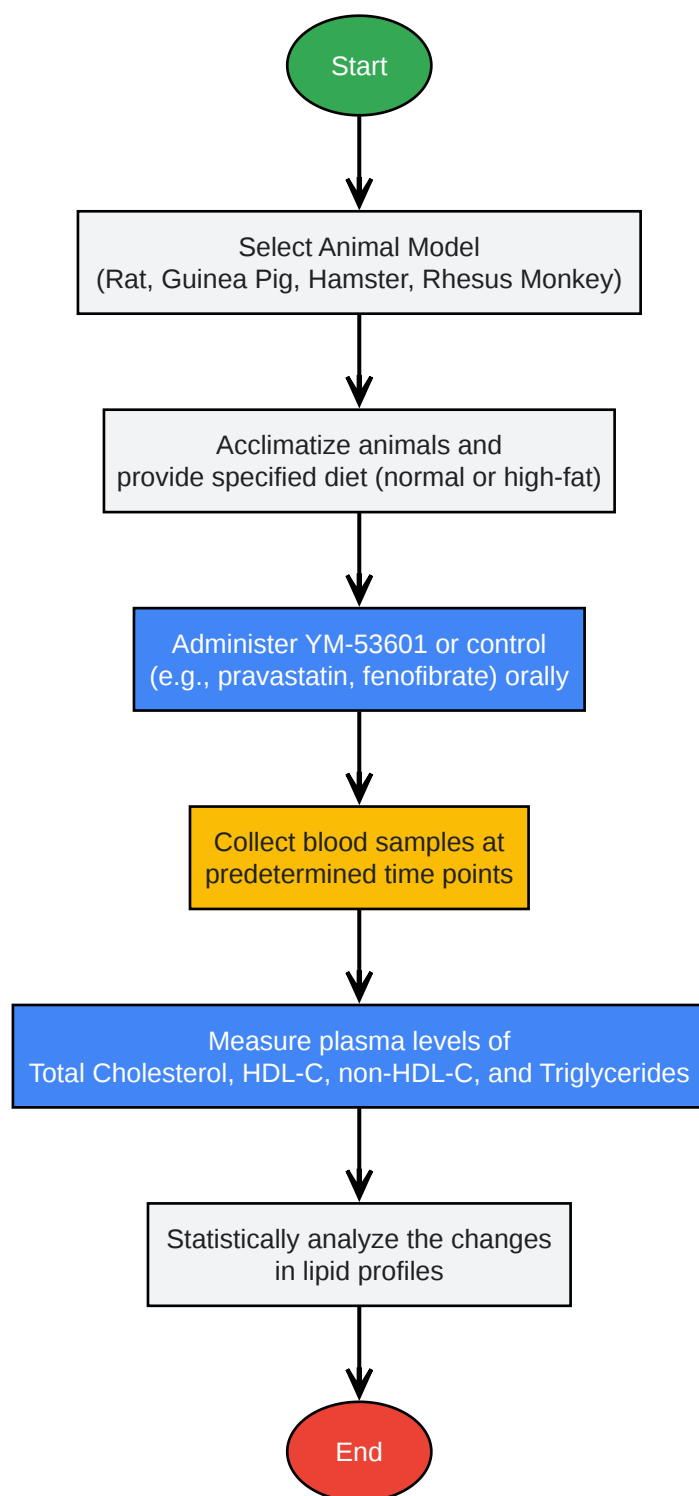 Start
Select Animal Model
(Rat, Guinea Pig, Hamster, Rhesus Monkey)
Acclimatize animals and
provide specified diet (normal or high-fat)
Administer YM-53601 or control
(e.g., pravastatin, fenofibrate) orally
Collect blood samples at
predetermined time points
Measure plasma levels of
Total Cholesterol, HDL-C, non-HDL-C, and Triglycerides
Statistically analyze the changes
in lipid profiles
End